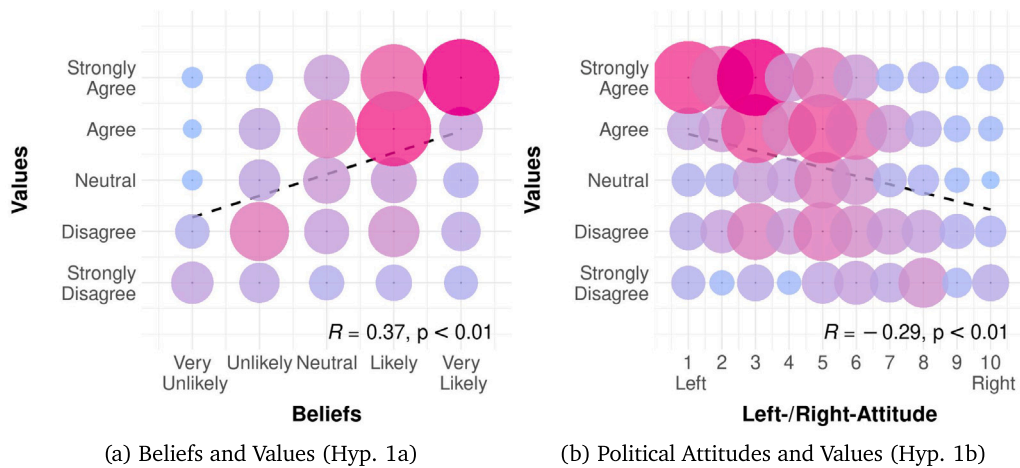 Values
Strongly
Agree
Agree
Neutral
Disagree
Strongly
Disagree
R = 0.37, p < 0.01
Very
Unlikely
Unlikely
Neutral
Likely
Very
Likely
Beliefs
(a) Beliefs and Values (Hyp. 1a)
Values
Strongly
Agree
Agree
Neutral
Disagree
Strongly
Disagree
R = −0.29, p < 0.01
1 2 3 4 5 6 7 8 9 10
Left Right
Left-/Right-Attitude
(b) Political Attitudes and Values (Hyp. 1b)